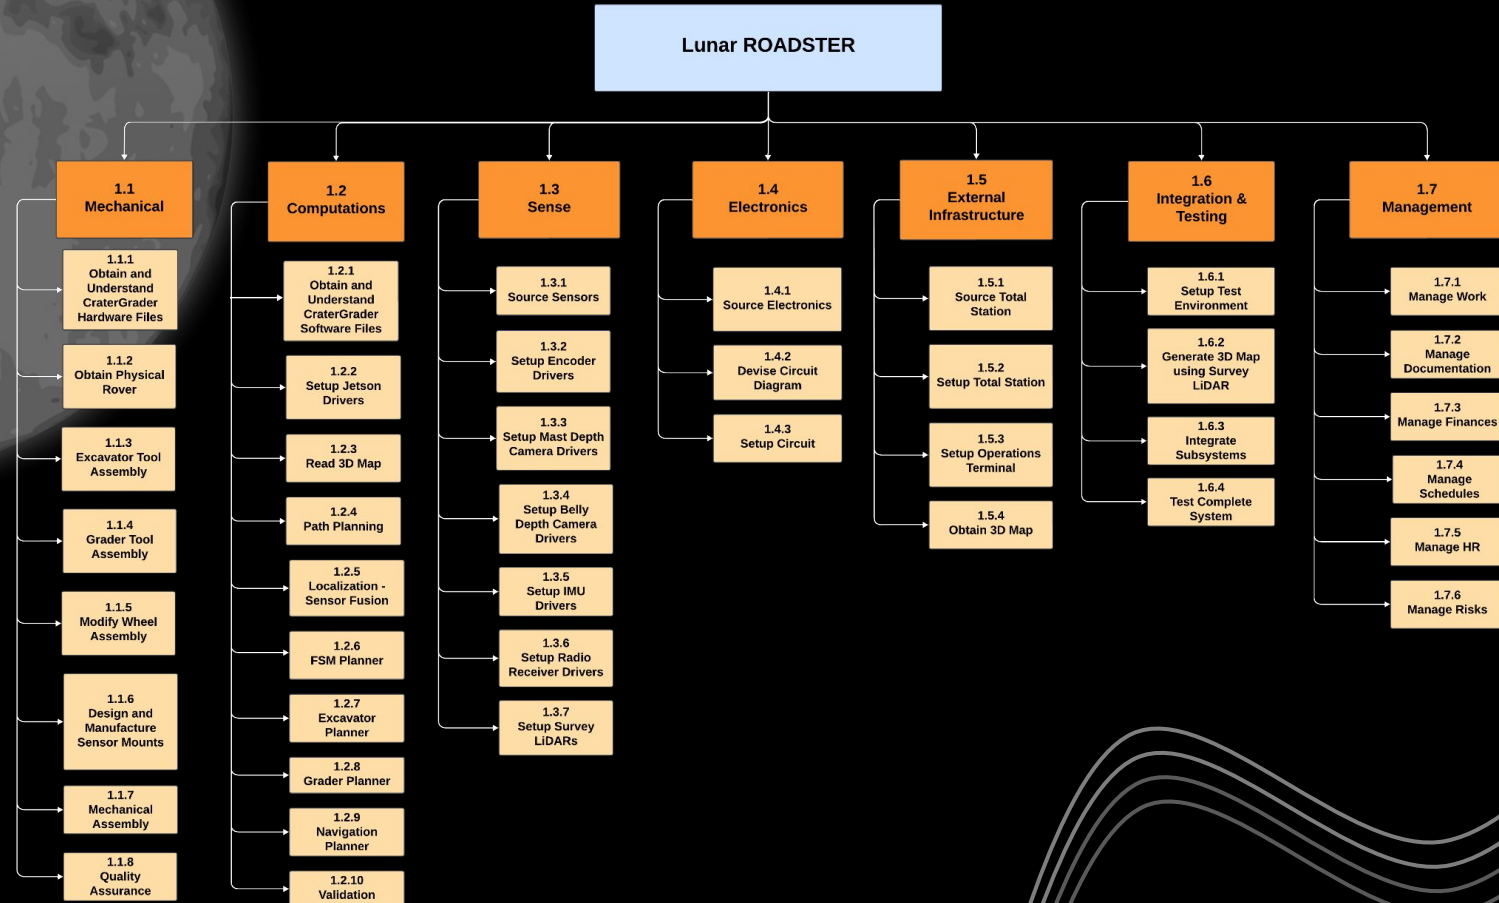 Lunar ROADSTER
1.1
Mechanical
1.1.1
Obtain and
Understand
CraterGrader
Hardware Files
1.1.2
Obtain Physical
Rover
1.1.3
Excavator Tool
Assembly
1.1.4
Grader Tool
Assembly
1.1.5
Modify Wheel
Assembly
1.1.6
Design and
Manufacture
Sensor Mounts
1.1.7
Mechanical
Assembly
1.1.8
Quality
Assurance
1.2
Computations
1.2.1
Obtain and
Understand
CraterGrader
Software Files
1.2.2
Setup Jetson
Drivers
1.2.3
Read 3D Map
1.2.4
Path Planning
1.2.5
Localization -
Sensor Fusion
1.2.6
FSM Planner
1.2.7
Excavator
Planner
1.2.8
Grader Planner
1.2.9
Navigation
Planner
1.2.10
Validation
1.3
Sense
1.3.1
Source Sensors
1.3.2
Setup Encoder
Drivers
1.3.3
Setup Mast Depth
Camera Drivers
1.3.4
Setup Belly
Depth Camera
Drivers
1.3.5
Setup IMU
Drivers
1.3.6
Setup Radio
Receiver Drivers
1.3.7
Setup Survey
LiDARs
1.4
Electronics
1.4.1
Source Electronics
1.4.2
Devise Circuit
Diagram
1.4.3
Setup Circuit
1.5
External
Infrastructure
1.5.1
Source Total
Station
1.5.2
Setup Total Station
1.5.3
Setup Operations
Terminal
1.5.4
Obtain 3D Map
1.6
Integration &
Testing
1.6.1
Setup Test
Environment
1.6.2
Generate 3D Map
using Survey
LiDAR
1.6.3
Integrate
Subsystems
1.6.4
Test Complete
System
1.7
Management
1.7.1
Manage Work
1.7.2
Manage
Documentation
1.7.3
Manage Finances
1.7.4
Manage
Schedules
1.7.5
Manage HR
1.7.6
Manage Risks